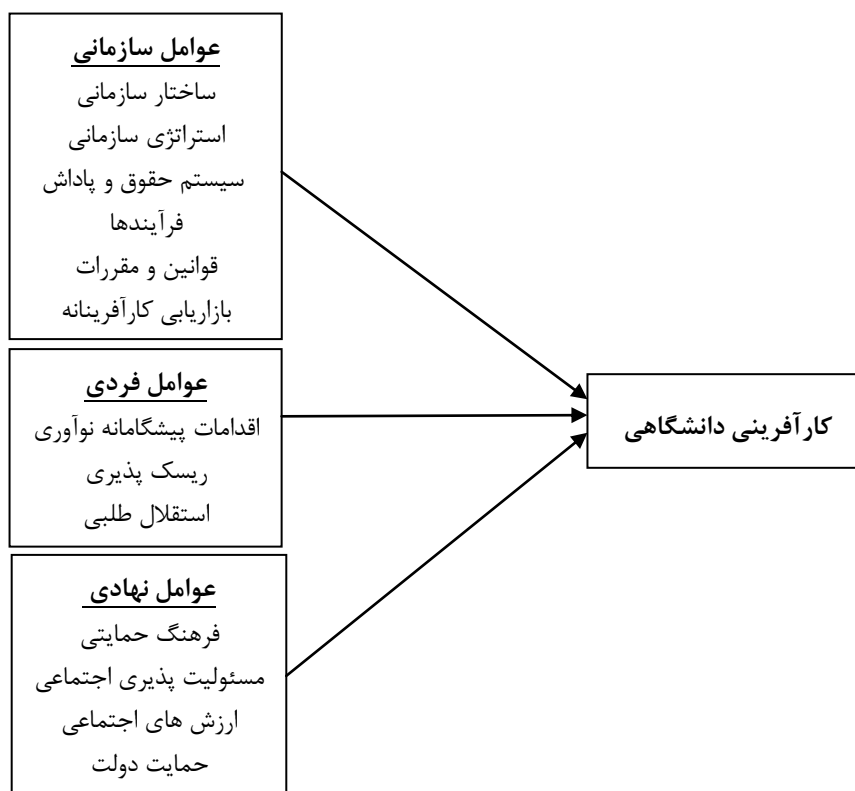 عوامل سازمانی
ساختار سازمانی
استراتژی سازمانی
سیستم حقوق و پاداش
فرآیندها
قوانین و مقررات
بازاریابی کارآفرینانه
عوامل فردی
اقدامات پیشگامانه نوآوری
ریسک پذیری
استقلال طلبی
عوامل نهادی
فرهنگ حمایتی
مسئولیت پذیری اجتماعی
ارزش های اجتماعی
حمایت دولت
کارآفرینی دانشگاهی